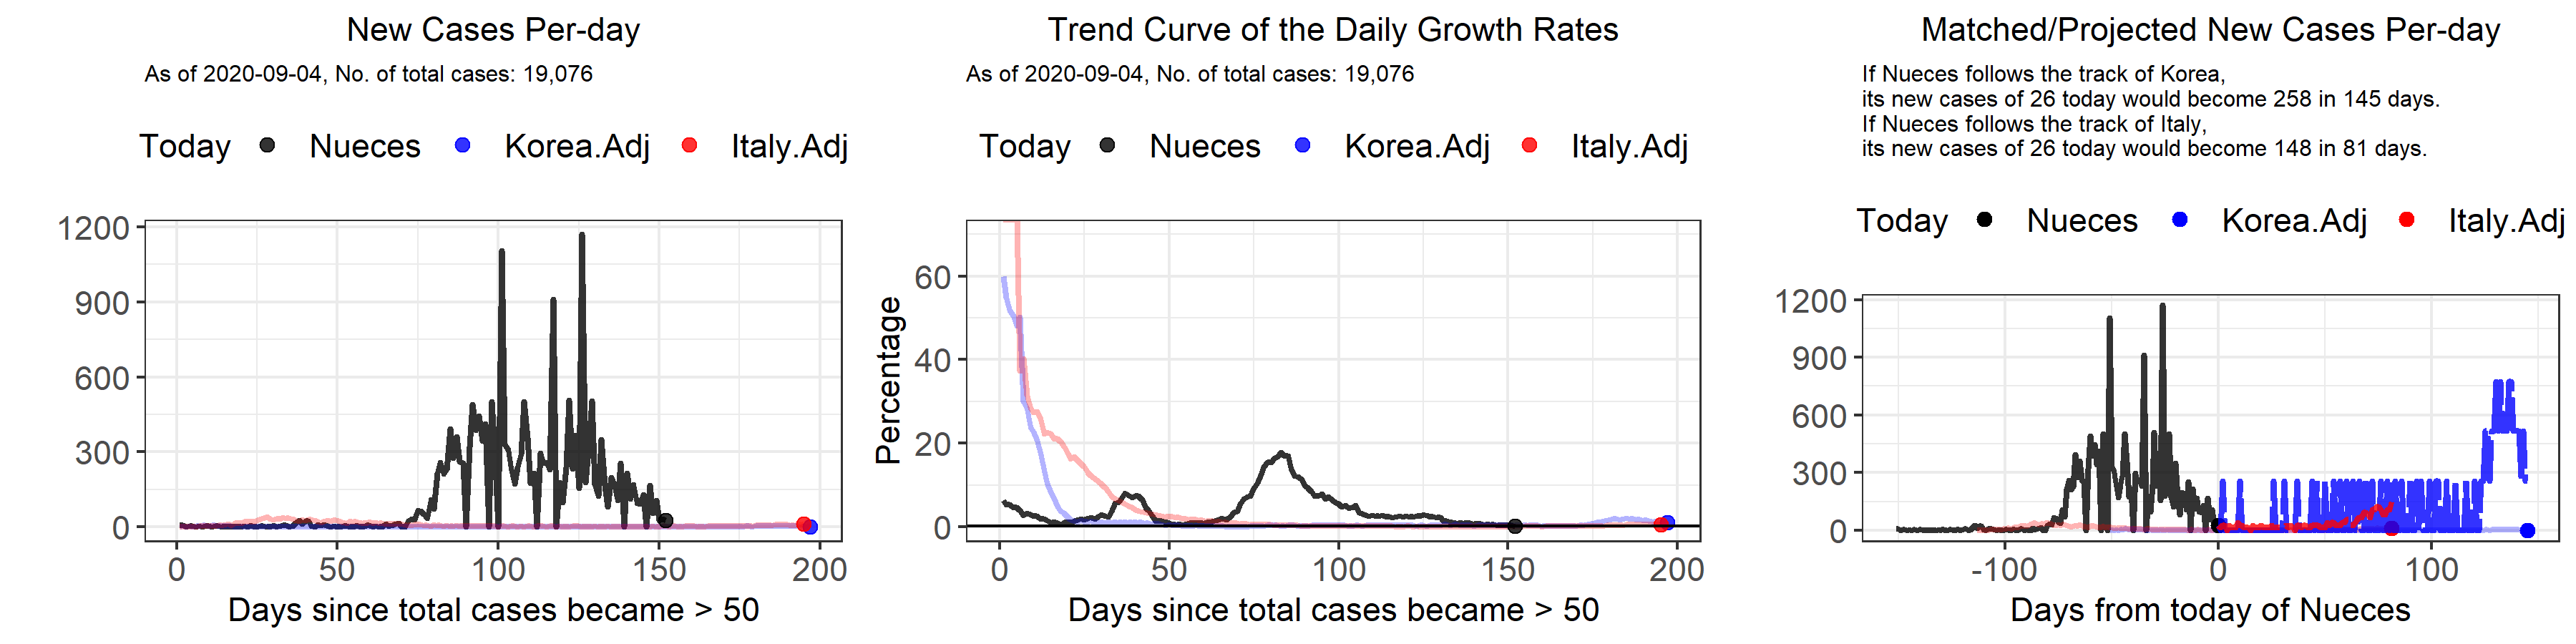 New Cases Per-day
As of 2020-09-04, No. of total cases: 19,076
Today Nueces Korea.Adj Italy.Adj
1200
900
600
300
0
0 50 100 150 200
Days since total cases became > 50
Trend Curve of the Daily Growth Rates
As of 2020-09-04, No. of total cases: 19,076
Today Nueces Korea.Adj Italy.Adj
Percentage
60
40
20
0
0 50 100 150 200
Days since total cases became > 50
Matched/Projected New Cases Per-day
If Nueces follows the track of Korea,
its new cases of 26 today would become 258 in 145 days.
If Nueces follows the track of Italy,
its new cases of 26 today would become 148 in 81 days.
Today Nueces Korea.Adj Italy.Adj
1200
900
600
300
0
-100 0 100
Days from today of Nueces